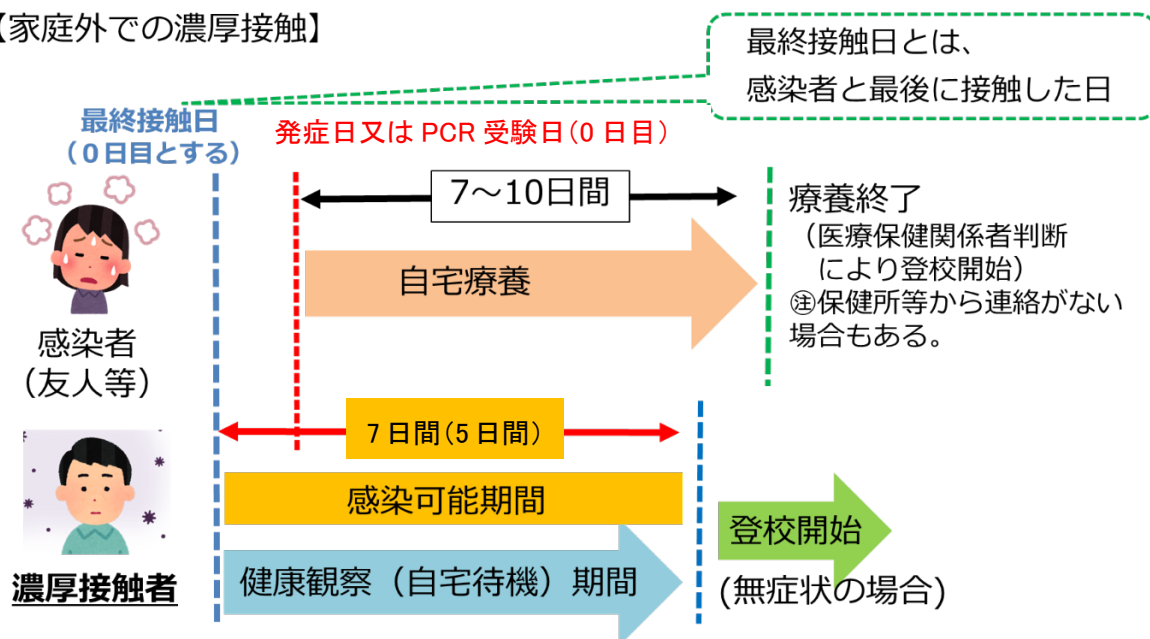 【家庭外での濃厚接触】
最終接触日とは、
感染者と最後に接触した日
最終接触日
（０日目とする）
発症日又は PCR 受験日（0 日目）
7～10日間
自宅療養
療養終了
（医療保健関係者判断
により登校開始）
㊟保健所等から連絡がない
場合もある。
感染者
（友人等）
7 日間（5 日間）
感染可能期間
健康観察（自宅待機）期間
登校開始
(無症状の場合)
濃厚接触者